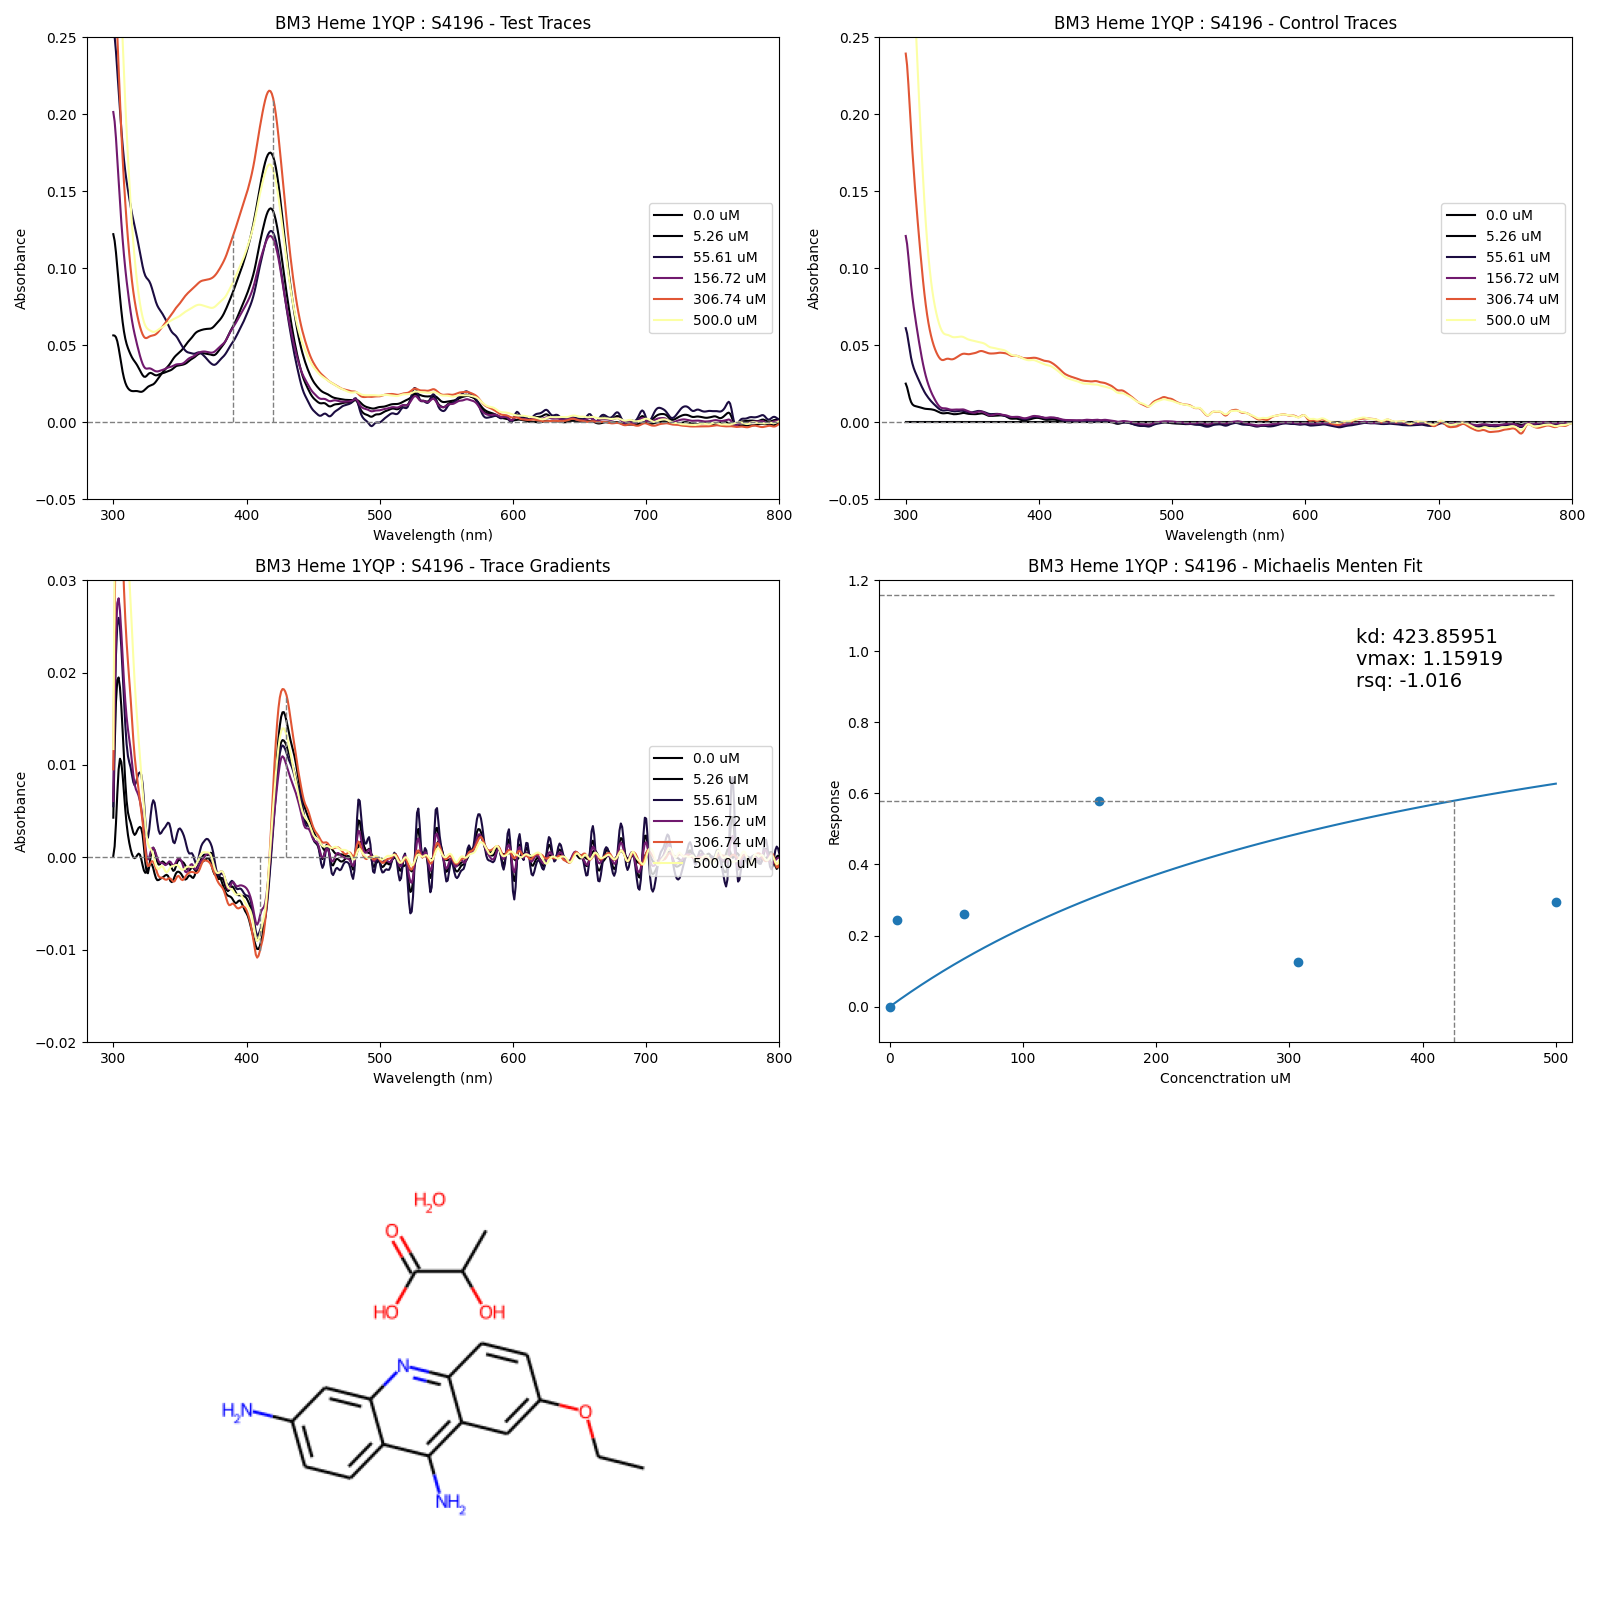 BM3 Heme 1YQP : S4196 - Test Traces
0.25
0.20
0.15
0.10
0.05
0.00
−0.05
Absorbance
300 400 500 600 700 800
Wavelength (nm)
0.0 uM
5.26 uM
55.61 uM
156.72 uM
306.74 uM
500.0 uM
BM3 Heme 1YQP : S4196 - Control Traces
0.25
0.20
0.15
0.10
0.05
0.00
−0.05
Absorbance
300 400 500 600 700 800
Wavelength (nm)
0.0 uM
5.26 uM
55.61 uM
156.72 uM
306.74 uM
500.0 uM
BM3 Heme 1YQP : S4196 - Trace Gradients
0.03
0.02
0.01
0.00
−0.01
−0.02
Absorbance
300 400 500 600 700 800
Wavelength (nm)
0.0 uM
5.26 uM
55.61 uM
156.72 uM
306.74 uM
500.0 uM
BM3 Heme 1YQP : S4196 - Michaelis Menten Fit
1.2
1.0
0.8
0.6
0.4
0.2
0.0
Response
0 100 200 300 400 500
Concenctration uM
kd: 423.85951
vmax: 1.15919
rsq: -1.016
H2O
O
HO OH
N
H2N
O
NH2